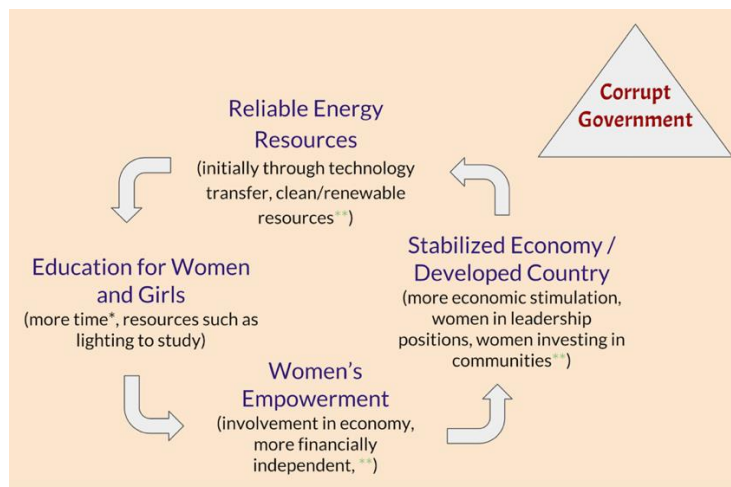 Corrupt
Government
Reliable Energy
Resources
(initially through technology
transfer, clean/renewable
resources**)
Education for Women
and Girls
(more time*, resources such as
lighting to study)
Women’s
Empowerment
(involvement in economy,
more financially
independent, **)
Stabilized Economy /
Developed Country
(more economic stimulation,
women in leadership
positions, women investing in
communities**)